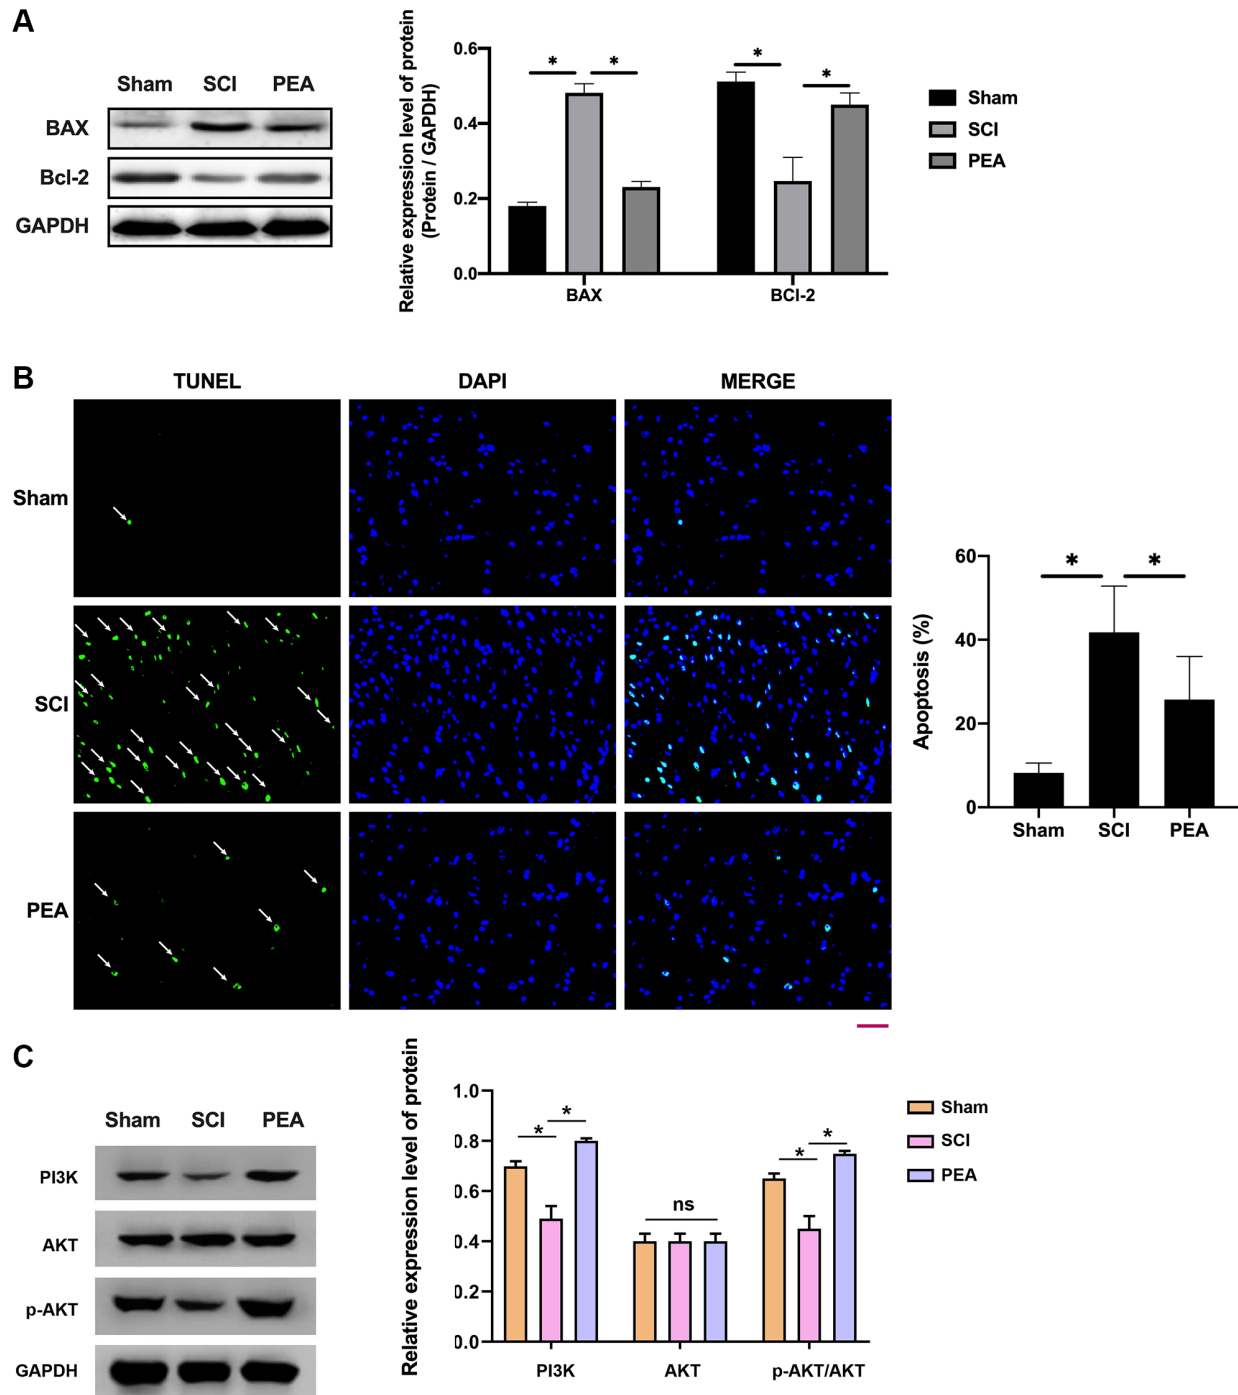 A
Sham SCI PEA
BAX
Bcl-2
GAPDH
Relative expression level of protein
(Protein / GAPDH)
0.6
0.4
0.2
0.0
* *
* *
BAX BCl-2
Sham
SCI
PEA
B
TUNEL DAPI MERGE
Sham
SCI
PEA
Apoptosis (%)
60
40
20
0
* *
Sham SCI PEA
C
Sham SCI PEA
PI3K
AKT
p-AKT
GAPDH
Relative expression level of protein
1.0
0.8
0.6
0.4
0.2
0.0
* *
ns
* *
PI3K AKT p-AKT/AKT
Sham
SCI
PEA